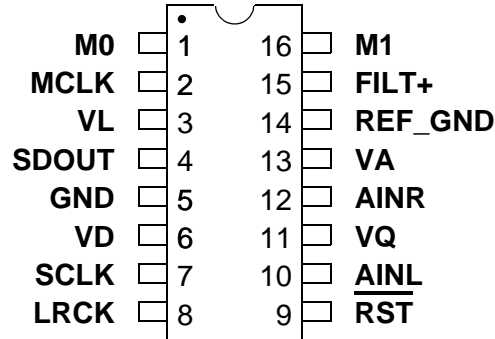 M0 1 16 M1
MCLK 2 15 FILT+
VL 3 14 REF_GND
SDOUT 4 13 VA
GND 5 12 AINR
VD 6 11 VQ
SCLK 7 10 AINL
LRCK 8 9 RST